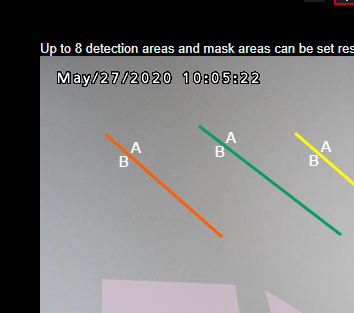 Up to 8 detection areas and mask areas can be set res
May/27/2020 10:05:22
A
B
A
B
A
B